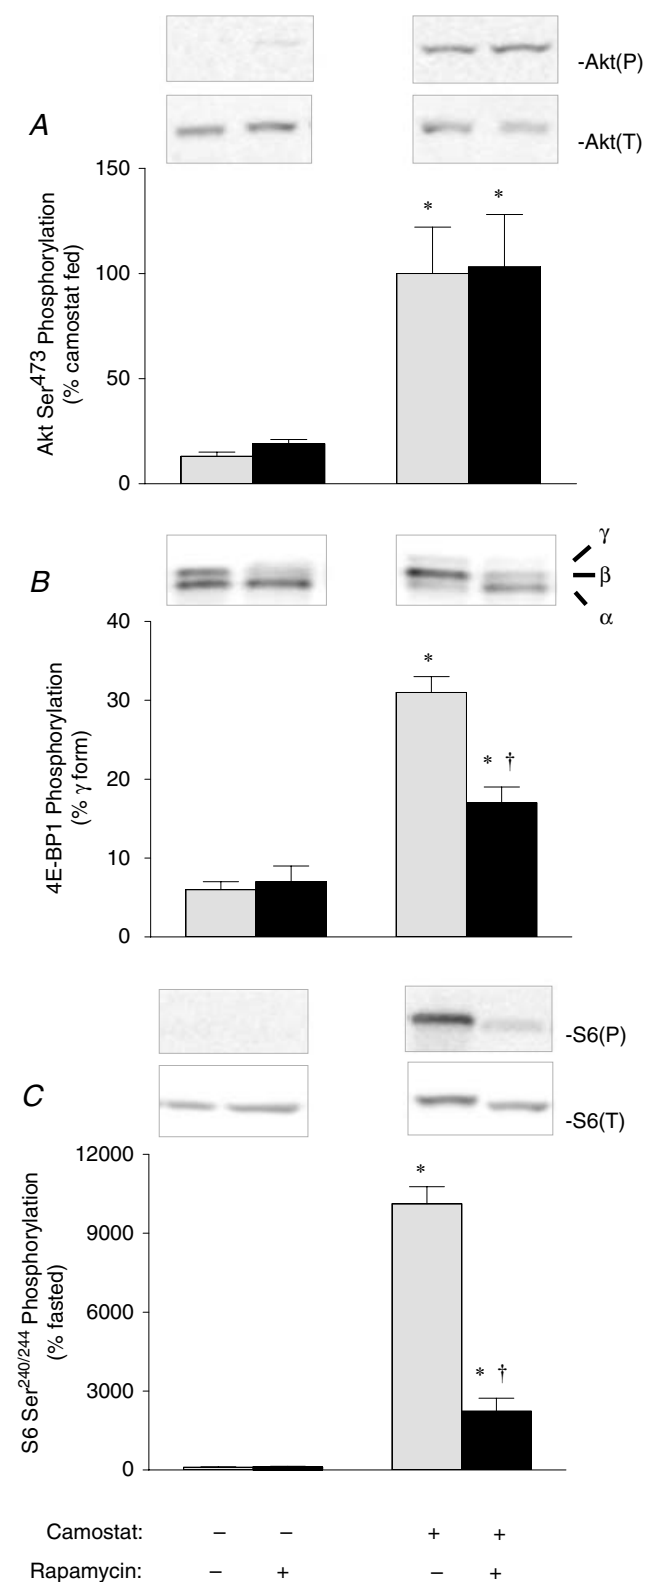 -Akt(P)
A
-Akt(T)
Akt Ser473 Phosphorylation
(% camostat fed)
150
100
50
0
*
*
B
γ
β
α
4E-BP1 Phosphorylation
(% γ form)
40
30
20
10
0
*
* †
-S6(P)
C
-S6(T)
S6 Ser240/244 Phosphorylation
(% fasted)
12000
9000
6000
3000
0
*
* †
Camostat: – – + +
Rapamycin: – + – +